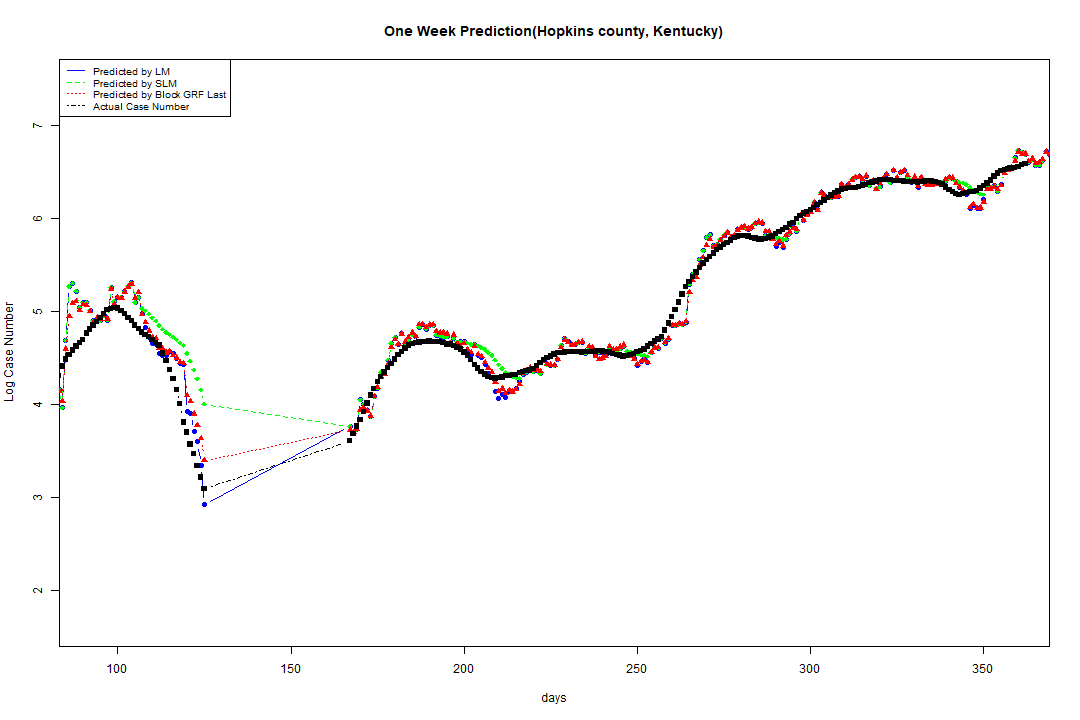 One Week Prediction(Hopkins county, Kentucky)
Predicted by LM
Predicted by SLM
Predicted by Block GRF Last
Actual Case Number
Log Case Number
7
6
5
4
3
2
100 150 200 250 300 350
days